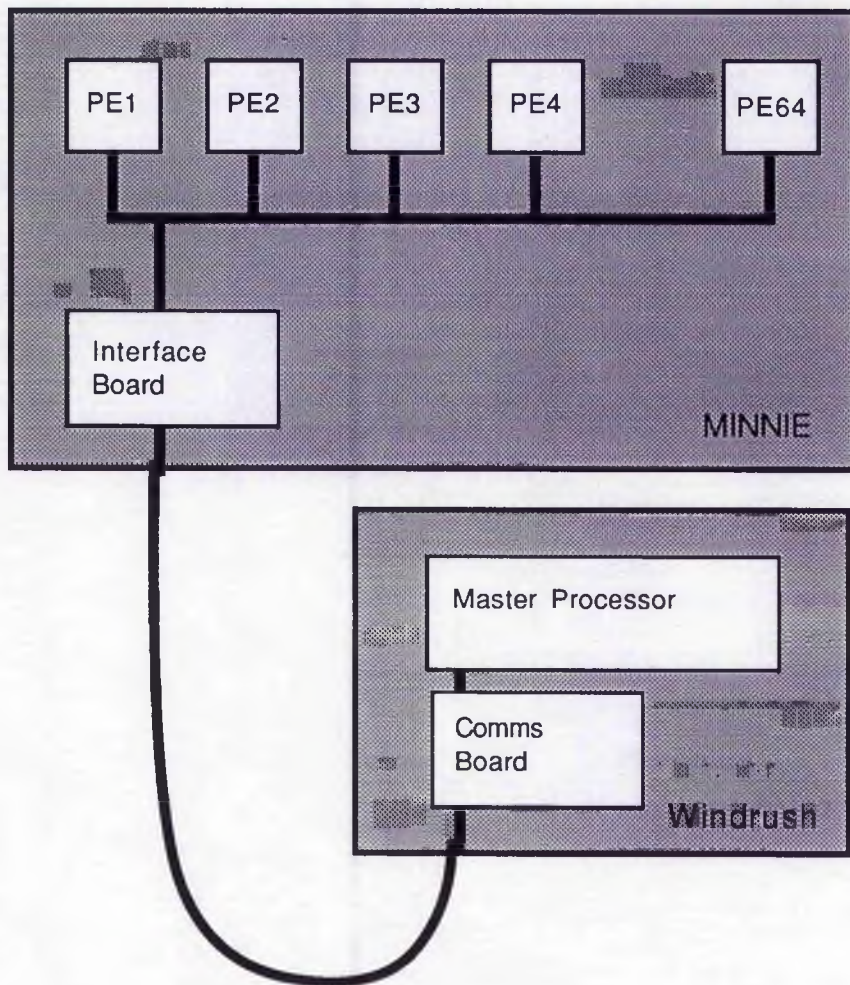 PE1
PE2
PE3
PE4
PE64
Interface
Board
MINNIE
Master Processor
Comms
Board
Windrush